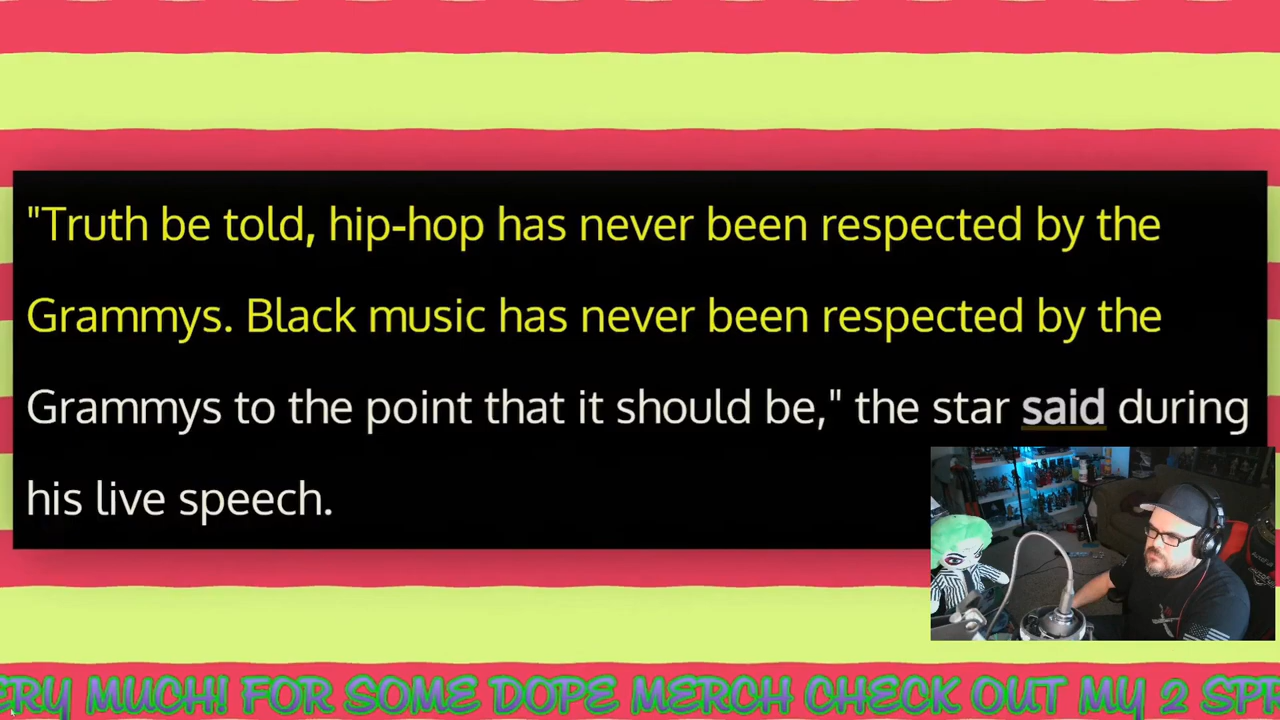 "Truth be told, hip-hop has never been respected by the
Grammys. Black music has never been respected by the
Grammys to the point that it should be," the star said during
his live speech.
ERY MUCH! FOR SOME DOPE MERCH CHECK OUT MY 2 SPR